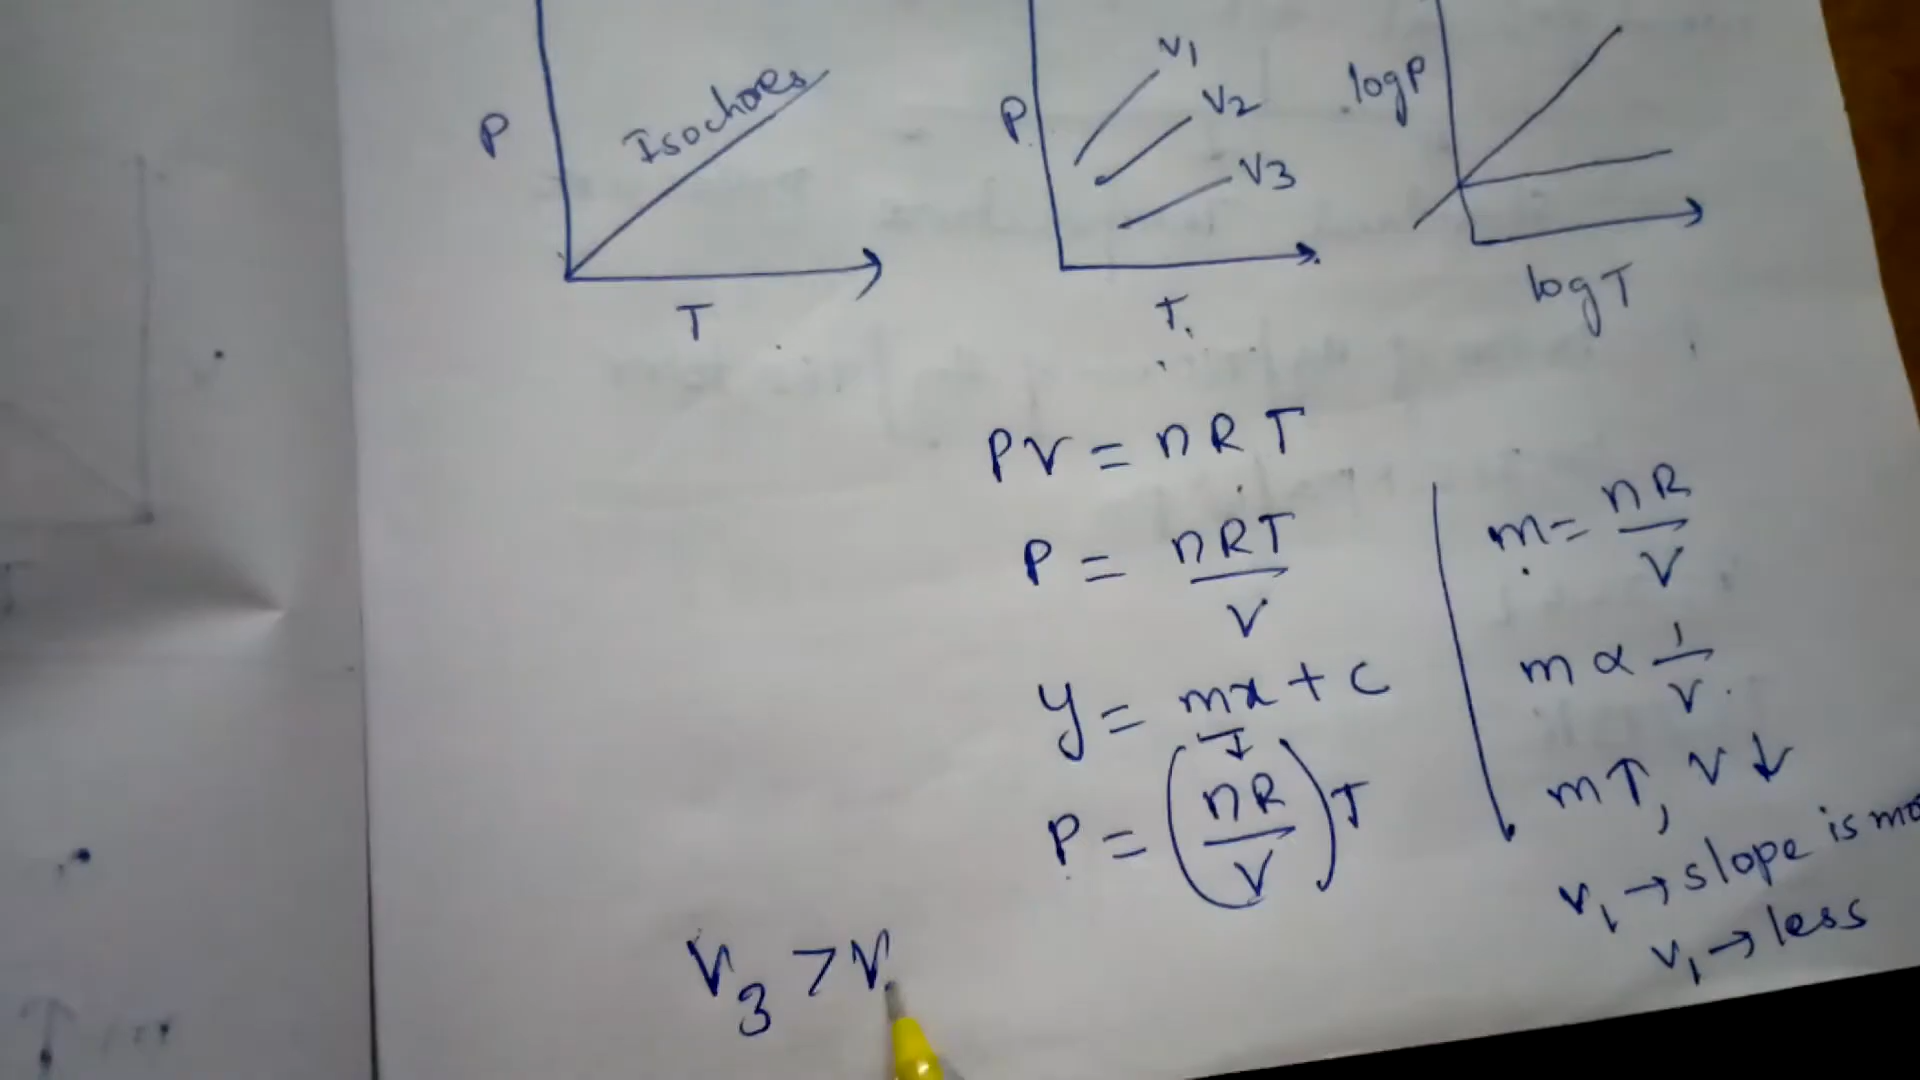 P
Isochores
T
P
V1
V2
V3
T
logP
logT
PV = nRT
P = nRT/V
y = mx + c
P = (nR/V)T
m = nR/V
m ∝ 1/V
m↑, V↓
V1 → slope is
V1 → less
V3 > V